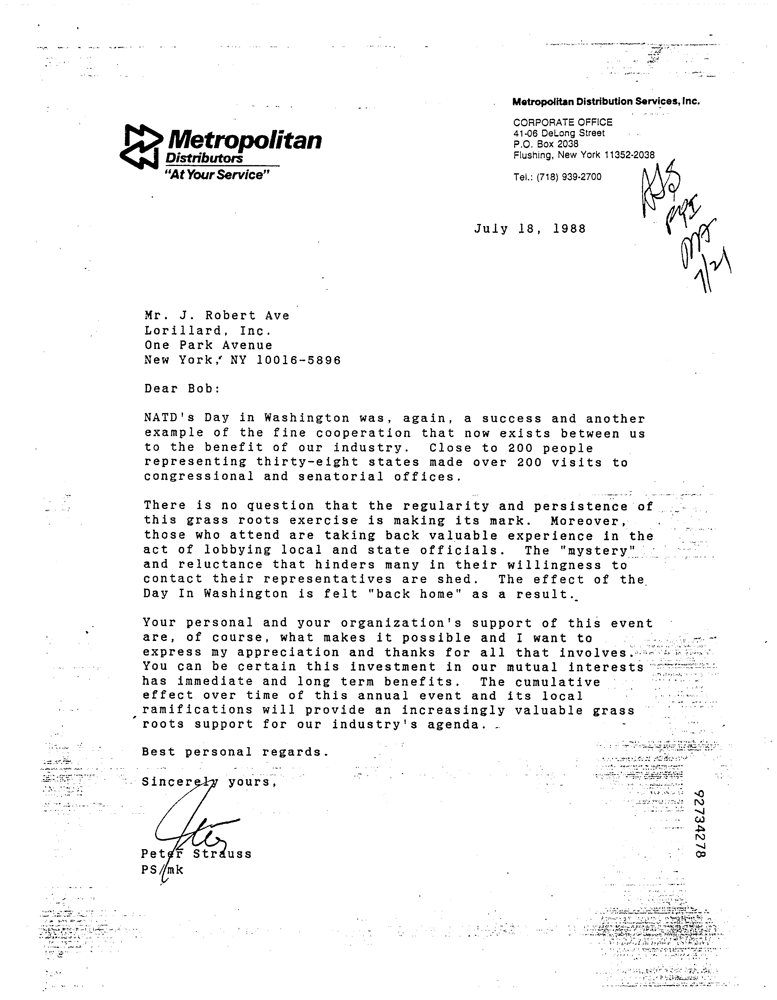 Metropolitan Distribution Services, Inc.
CORPORATE OFFICE
41-06 DeLong Street
P.O. Box 2038
Flushing, New York 11352-2038
Tel.: (718) 939-2700
Metropolitan
Distributors
"At Your Service"
7/21
July 18, 1988
Mr. J. Robert Ave
Lorillard, Inc.
One Park Avenue
New York, NY 10016-5896
Dear Bob:
NATD's Day in Washington was, again, a success and another
example of the fine cooperation that now exists between us
to the benefit of our industry. Close to 200 people
representing thirty-eight states made over 200 visits to
congressional and senatorial offices.
There is no question that the regularity and persistence of
this grass roots exercise is making its mark. Moreover,
those who attend are taking back valuable experience in the
act of lobbying local and state officials. The "mystery"
and reluctance that hinders many in their willingness to
contact their representatives are shed. The effect of the
Day In Washington is felt "back home" as a result.
Your personal and your organization's support of this event
are, of course, what makes it possible and I want to
express my appreciation and thanks for all that involves.
You can be certain this investment in our mutual interests
has immediate and long term benefits. The cumulative
effect over time of this annual event and its local
ramifications will provide an increasingly valuable grass
roots support for our industry's agenda.
Best personal regards.
Sincerely yours,
Peter Strauss
PS/mk
92734278